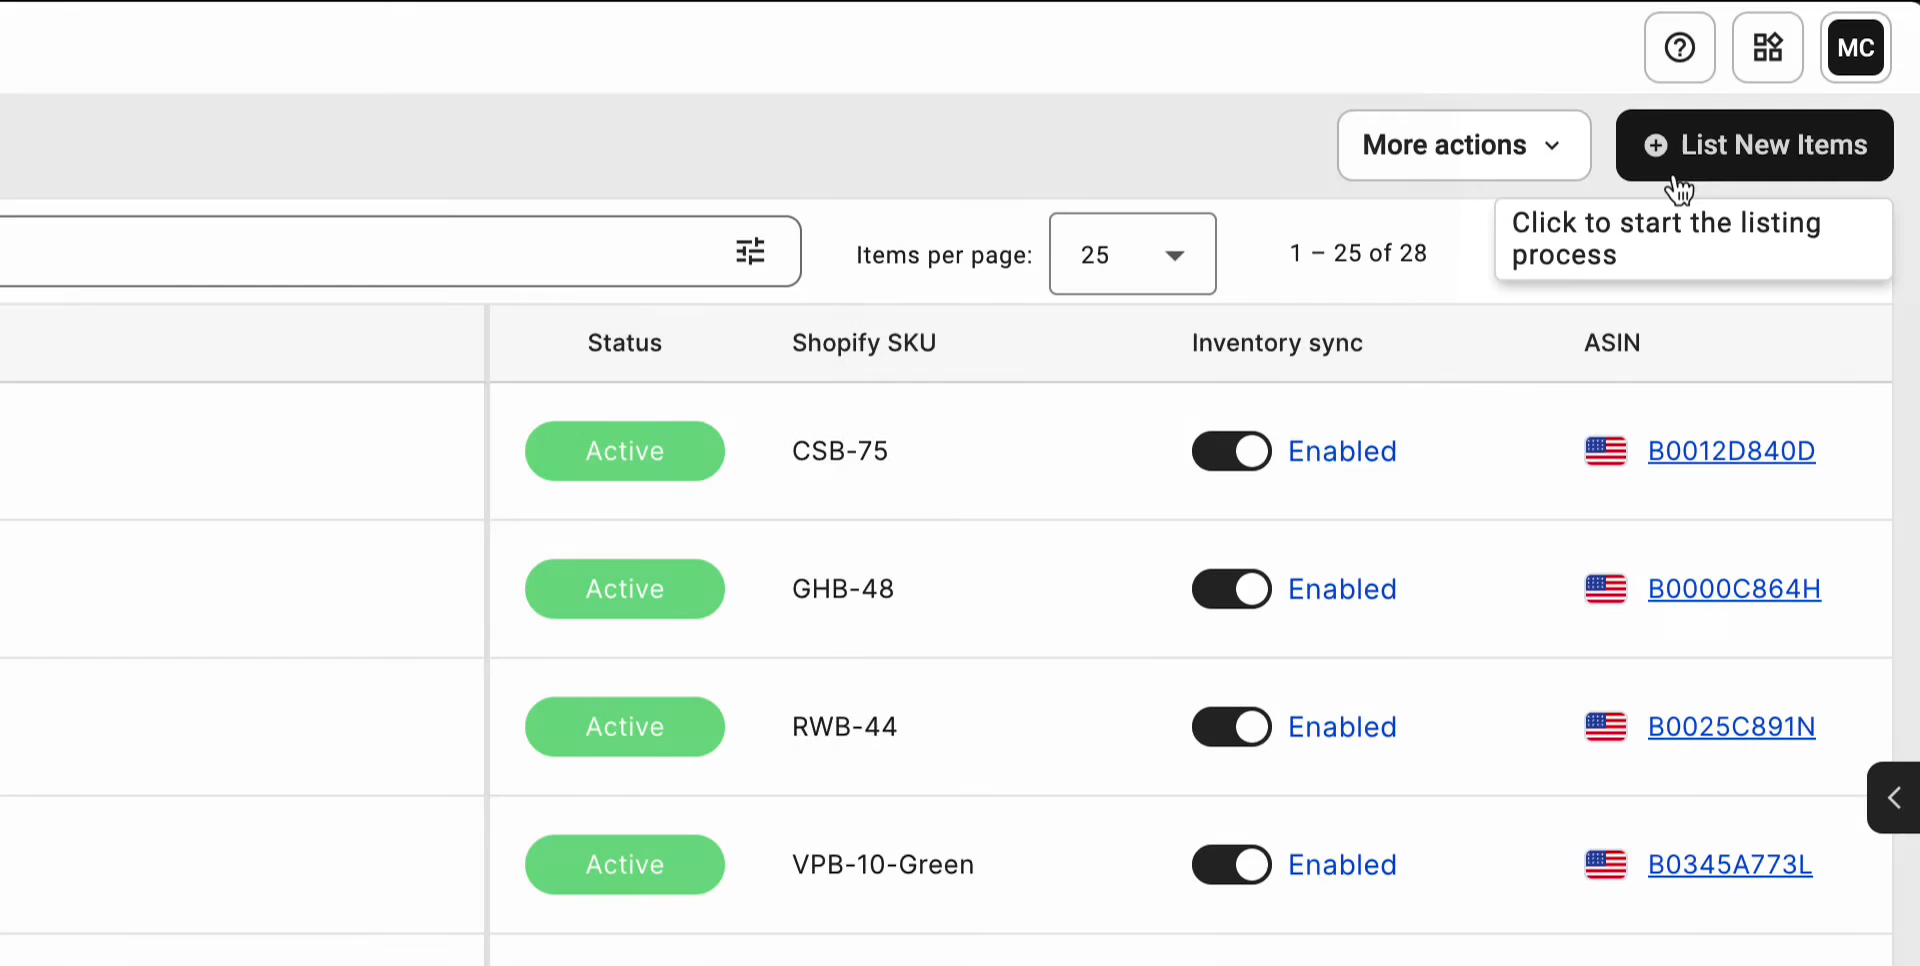 MC
More actions
List New Items
Click to start the listing
process
Items per page:
25
1 – 25 of 28
Status
Shopify SKU
Inventory sync
ASIN
Active
CSB-75
Enabled
B0012D840D
Active
GHB-48
Enabled
B0000C864H
Active
RWB-44
Enabled
B0025C891N
Active
VPB-10-Green
Enabled
B0345A773L